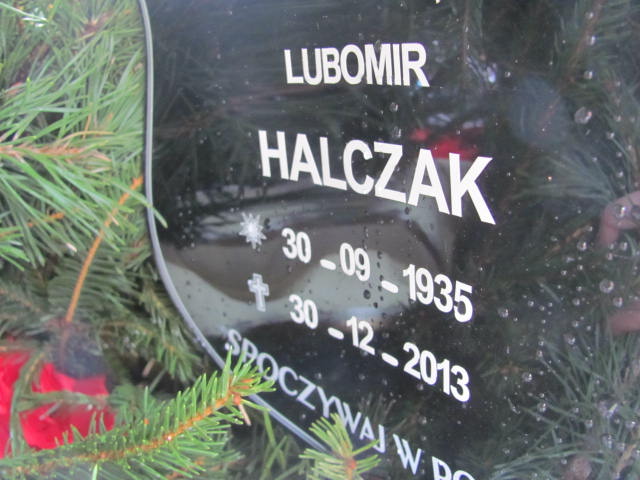 LUBOMIR
HALCZAK
30-09-1935
30-12-2013
SPOCZYWAJ W